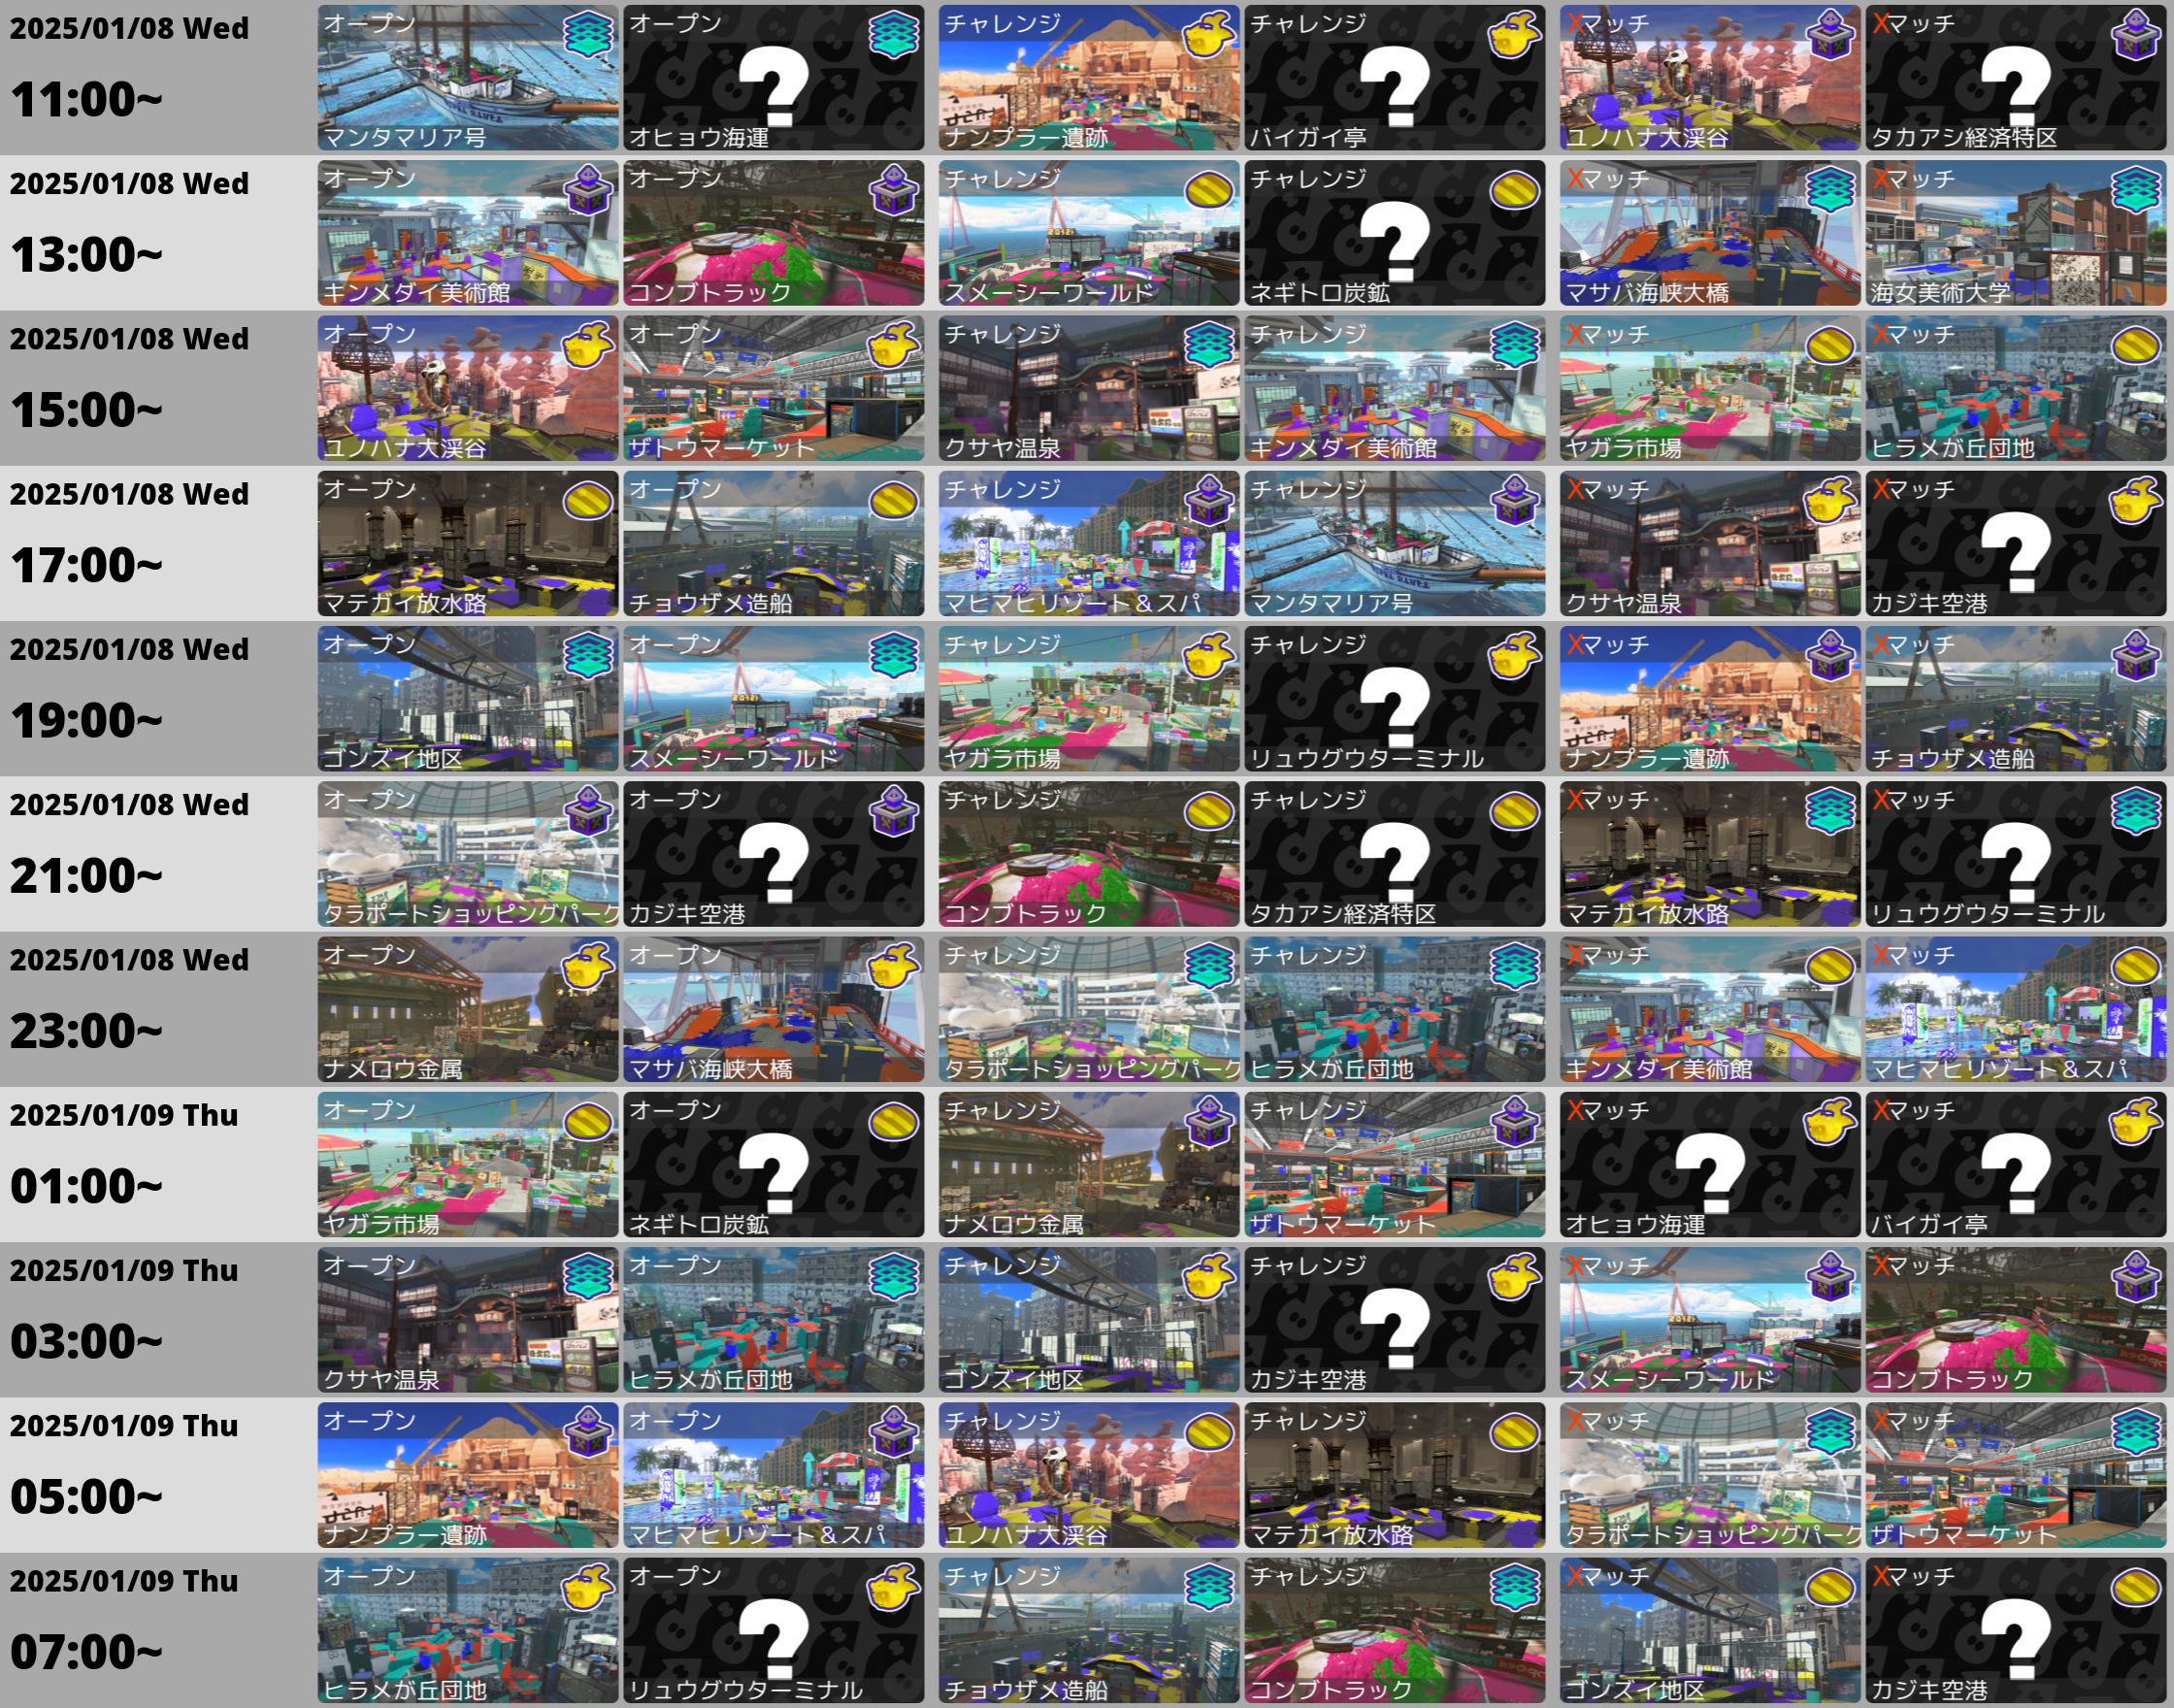 2025/01/08 Wed
11:00~
オープン
マンタマリア号
オープン
オヒョウ海運
チャレンジ
ナンプラー遺跡
チャレンジ
バイガイ亭
Xマッチ
ユノハナ大渓谷
Xマッチ
タカアシ経済特区
2025/01/08 Wed
13:00~
オープン
キンメダイ美術館
オープン
コンブトラック
チャレンジ
スメーシーワールド
チャレンジ
ネギトロ炭鉱
Xマッチ
マサバ海峡大橋
Xマッチ
海女美術大学
2025/01/08 Wed
15:00~
オープン
ユノハナ大渓谷
オープン
ザトウマーケット
チャレンジ
クサヤ温泉
チャレンジ
キンメダイ美術館
Xマッチ
ヤガラ市場
Xマッチ
ヒラメが丘団地
2025/01/08 Wed
17:00~
オープン
マテガイ放水路
オープン
チョウザメ造船
チャレンジ
マヒマヒリゾート＆スパ
チャレンジ
マンタマリア号
Xマッチ
クサヤ温泉
Xマッチ
カジキ空港
2025/01/08 Wed
19:00~
オープン
ゴンズイ地区
オープン
スメーシーワールド
チャレンジ
ヤガラ市場
チャレンジ
リュウグウターミナル
Xマッチ
ナンプラー遺跡
Xマッチ
チョウザメ造船
2025/01/08 Wed
21:00~
オープン
タラポートショッピングパーク
オープン
カジキ空港
チャレンジ
コンブトラック
チャレンジ
タカアシ経済特区
Xマッチ
マテガイ放水路
Xマッチ
リュウグウターミナル
2025/01/08 Wed
23:00~
オープン
ナメロウ金属
オープン
マサバ海峡大橋
チャレンジ
タラポートショッピングパーク
チャレンジ
ヒラメが丘団地
Xマッチ
キンメダイ美術館
Xマッチ
マヒマヒリゾート＆スパ
2025/01/09 Thu
01:00~
オープン
ヤガラ市場
オープン
ネギトロ炭鉱
チャレンジ
ナメロウ金属
チャレンジ
ザトウマーケット
Xマッチ
オヒョウ海運
Xマッチ
バイガイ亭
2025/01/09 Thu
03:00~
オープン
クサヤ温泉
オープン
ヒラメが丘団地
チャレンジ
ゴンズイ地区
チャレンジ
カジキ空港
Xマッチ
スメーシーワールド
Xマッチ
コンブトラック
2025/01/09 Thu
05:00~
オープン
ナンプラー遺跡
オープン
マヒマヒリゾート＆スパ
チャレンジ
ユノハナ大渓谷
チャレンジ
マテガイ放水路
Xマッチ
タラポートショッピングパーク
Xマッチ
ザトウマーケット
2025/01/09 Thu
07:00~
オープン
ヒラメが丘団地
オープン
リュウグウターミナル
チャレンジ
チョウザメ造船
チャレンジ
コンブトラック
Xマッチ
ゴンズイ地区
Xマッチ
カジキ空港